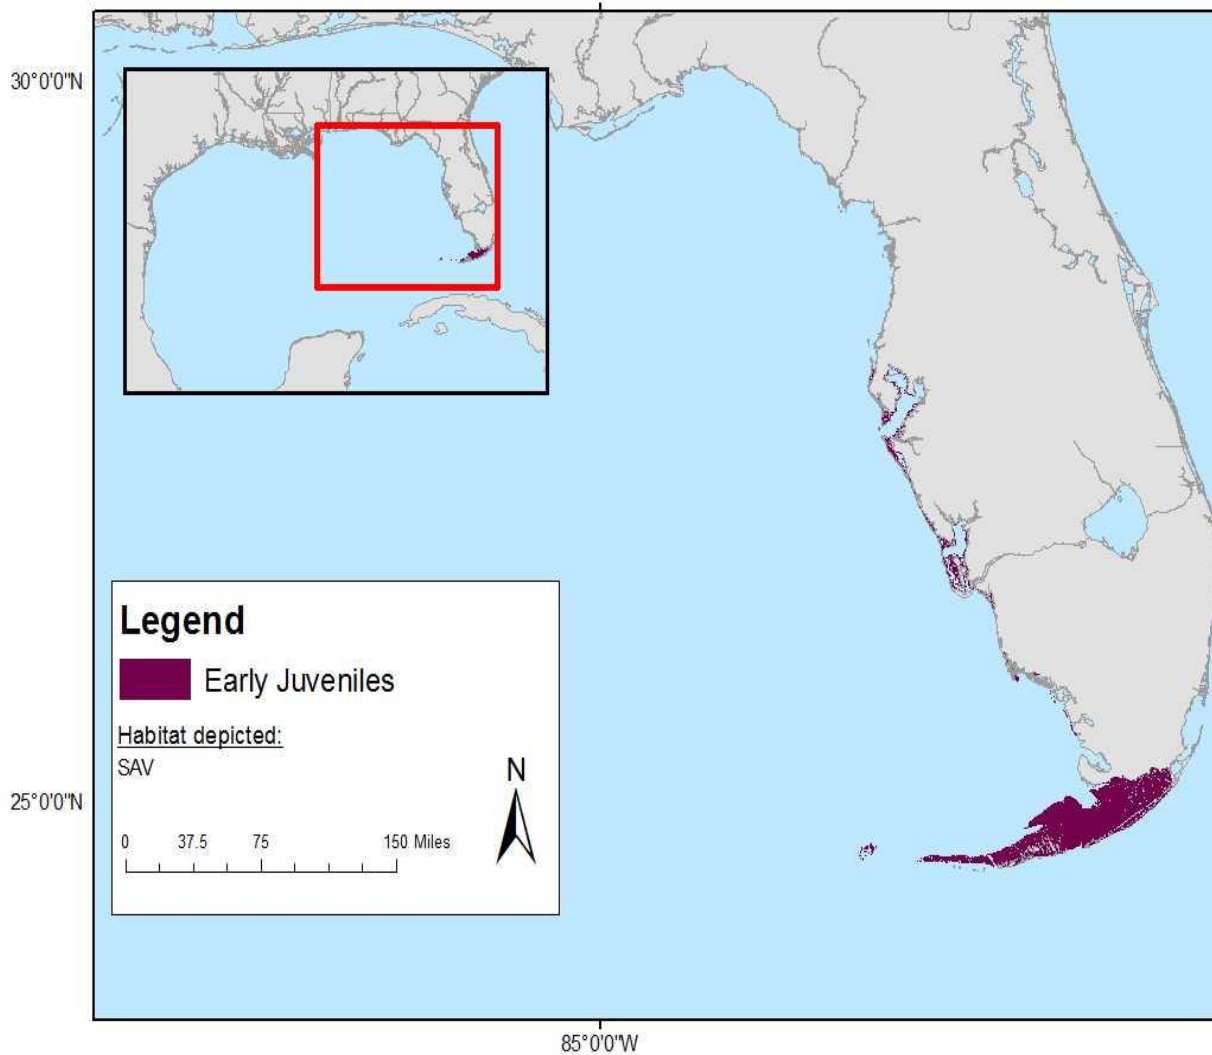 30°0'0"N
Legend
Early Juveniles
Habitat depicted:
SAV
N
0 37.5 75 150 Miles
25°0'0"N
85°0'0"W